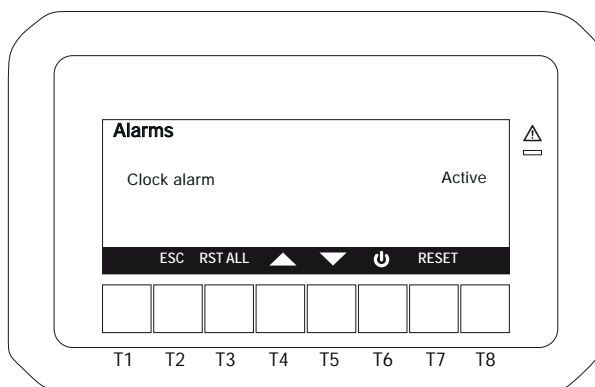 Alarms
Clock alarm Active
ESC RST ALL RESET
T1 T2 T3 T4 T5 T6 T7 T8